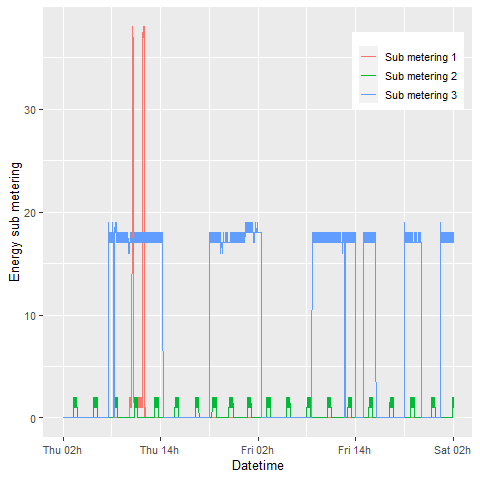 Sub metering 1
Sub metering 2
Sub metering 3
Energy sub metering
30
20
10
0
Thu 02h Thu 14h Fri 02h Fri 14h Sat 02h
Datetime